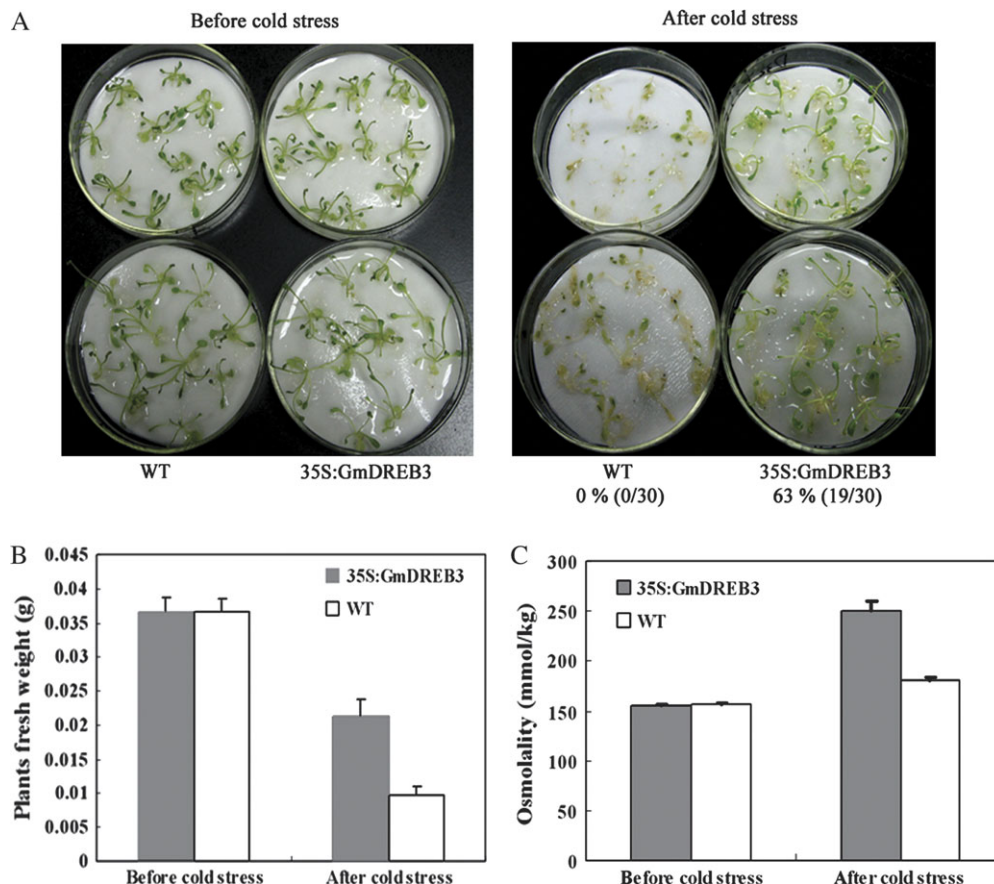 A
Before cold stress
After cold stress
WT
35S:GmDREB3
WT
0 % (0/30)
35S:GmDREB3
63 % (19/30)
B
Plants fresh weight (g)
0.045
0.04
0.035
0.03
0.025
0.02
0.015
0.01
0.005
0
35S:GmDREB3
WT
Before cold stress
After cold stress
C
Osmolality (mmol/kg)
300
250
200
150
100
50
0
35S:GmDREB3
WT
Before cold stress
After cold stress